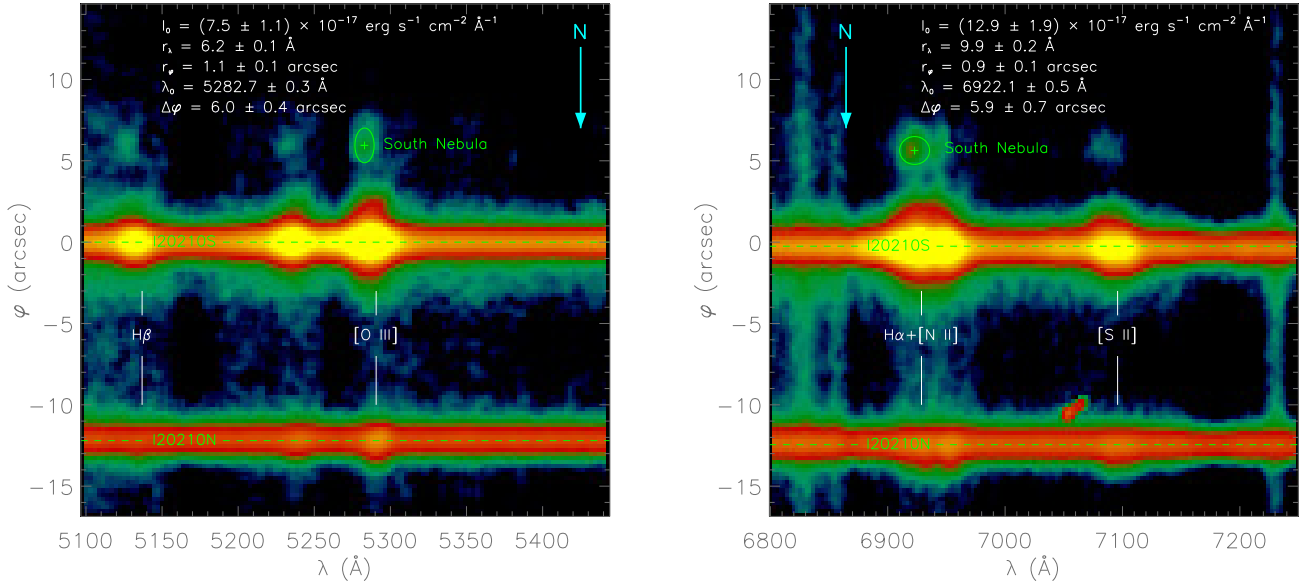 I₀ = (7.5 ± 1.1) × 10⁻¹⁷ erg s⁻¹ cm⁻² Å⁻¹
r_λ = 6.2 ± 0.1 Å
r_φ = 1.1 ± 0.1 arcsec
λ₀ = 5282.7 ± 0.3 Å
Δφ = 6.0 ± 0.4 arcsec
N
South Nebula
I20210S
Hβ
[O III]
I20210N
10
5
0
−5
−10
−15
φ (arcsec)
5100 5150 5200 5250 5300 5350 5400
λ (Å)
I₀ = (12.9 ± 1.9) × 10⁻¹⁷ erg s⁻¹ cm⁻² Å⁻¹
r_λ = 9.9 ± 0.2 Å
r_φ = 0.9 ± 0.1 arcsec
λ₀ = 6922.1 ± 0.5 Å
Δφ = 5.9 ± 0.7 arcsec
N
South Nebula
I20210S
Hα+[N II]
[S II]
I20210N
10
5
0
−5
−10
−15
φ (arcsec)
6800 6900 7000 7100 7200
λ (Å)